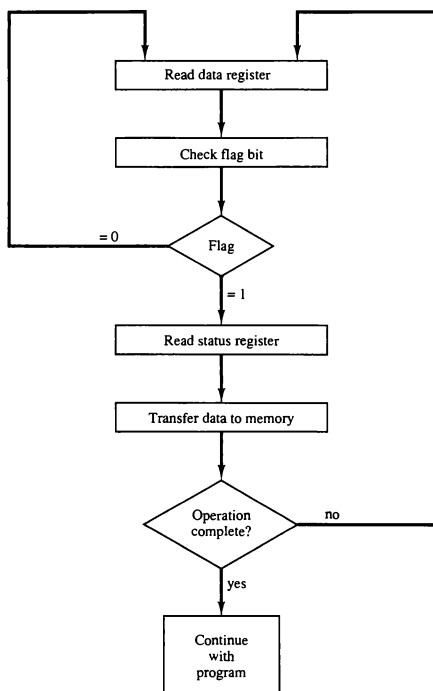 Read data register
Check flag bit
= 0
Flag
= 1
Read status register
Transfer data to memory
Operation
complete?
no
yes
Continue
with
program